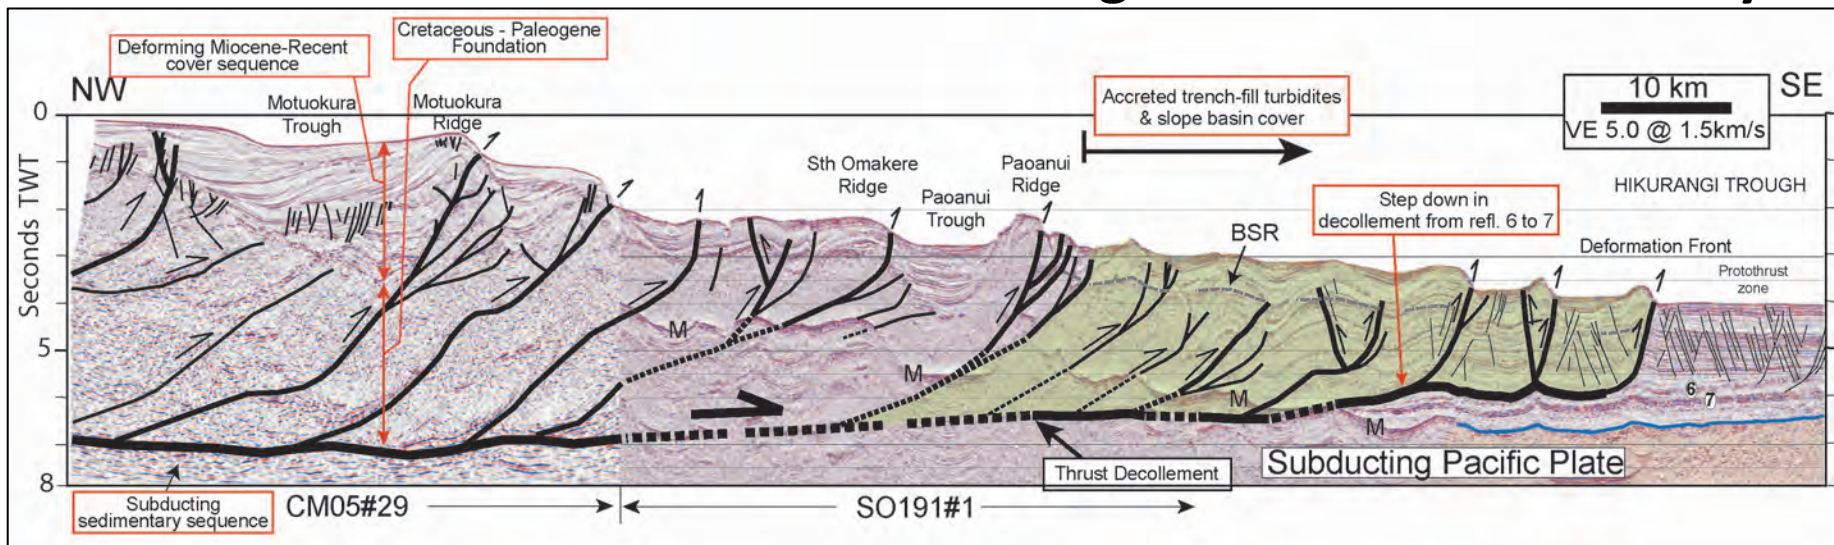 Deforming Miocene-Recent
cover sequence
Cretaceous - Paleogene
Foundation
NW
Motuokura
Trough
Motuokura
Ridge
Accreted trench-fill turbidites
& slope basin cover
10 km
VE 5.0 @ 1.5km/s
SE
0
5
8
Seconds TWT
Sth Omakere
Ridge
Paoanui
Trough
Paoanui
Ridge
BSR
Step down in
decollement from refl. 6 to 7
HIKURANGI TROUGH
Deformation Front
Protothrust
zone
M
M
M
M
6
7
Thrust Decollement
Subducting Pacific Plate
Subducting
sedimentary sequence
CM05#29
SO191#1